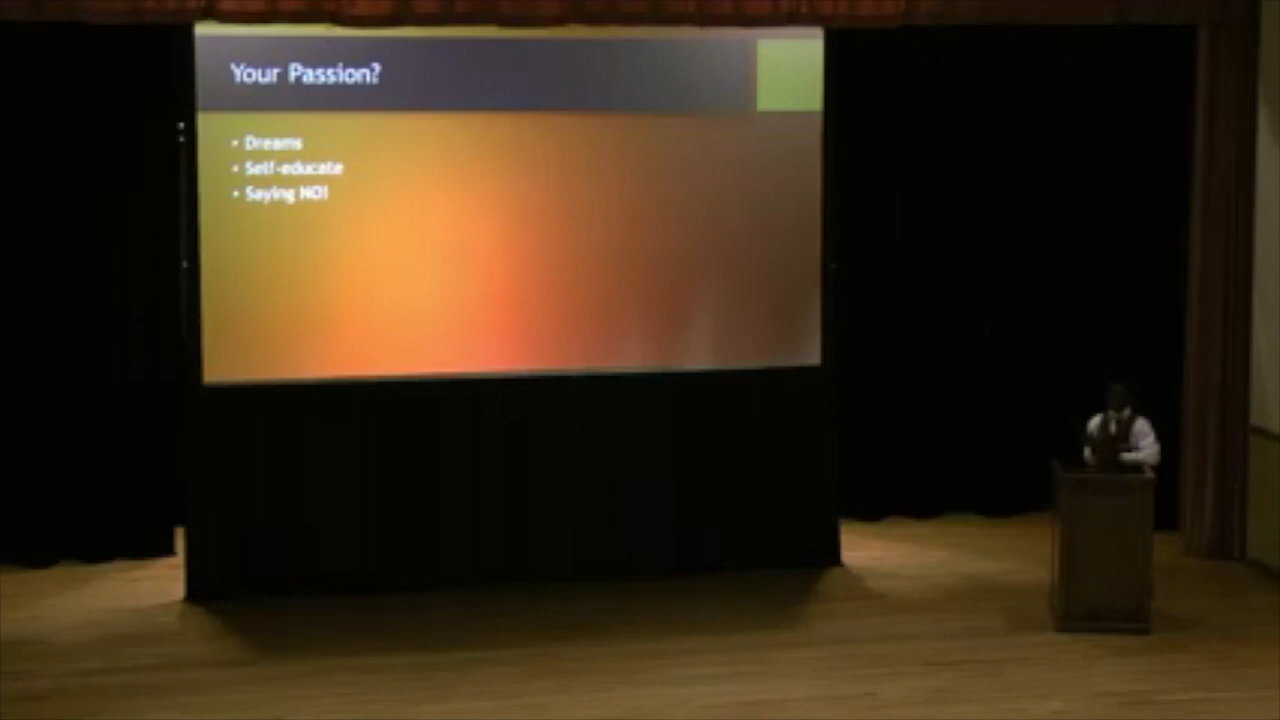 Your Passion?
• Dreams
• Self-educate
• Saying NO!